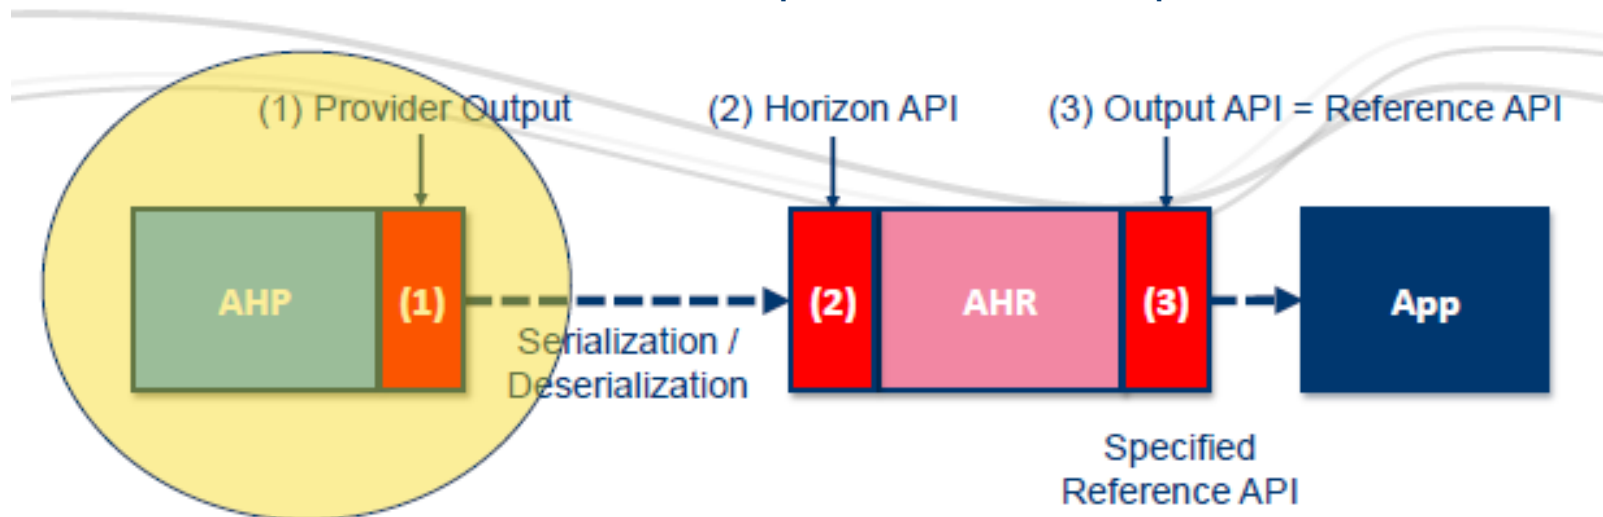 (1) Provider Output
(2) Horizon API
(3) Output API = Reference API
AHP
(1)
(2)
AHR
(3)
App
Serialization /
Deserialization
Specified
Reference API